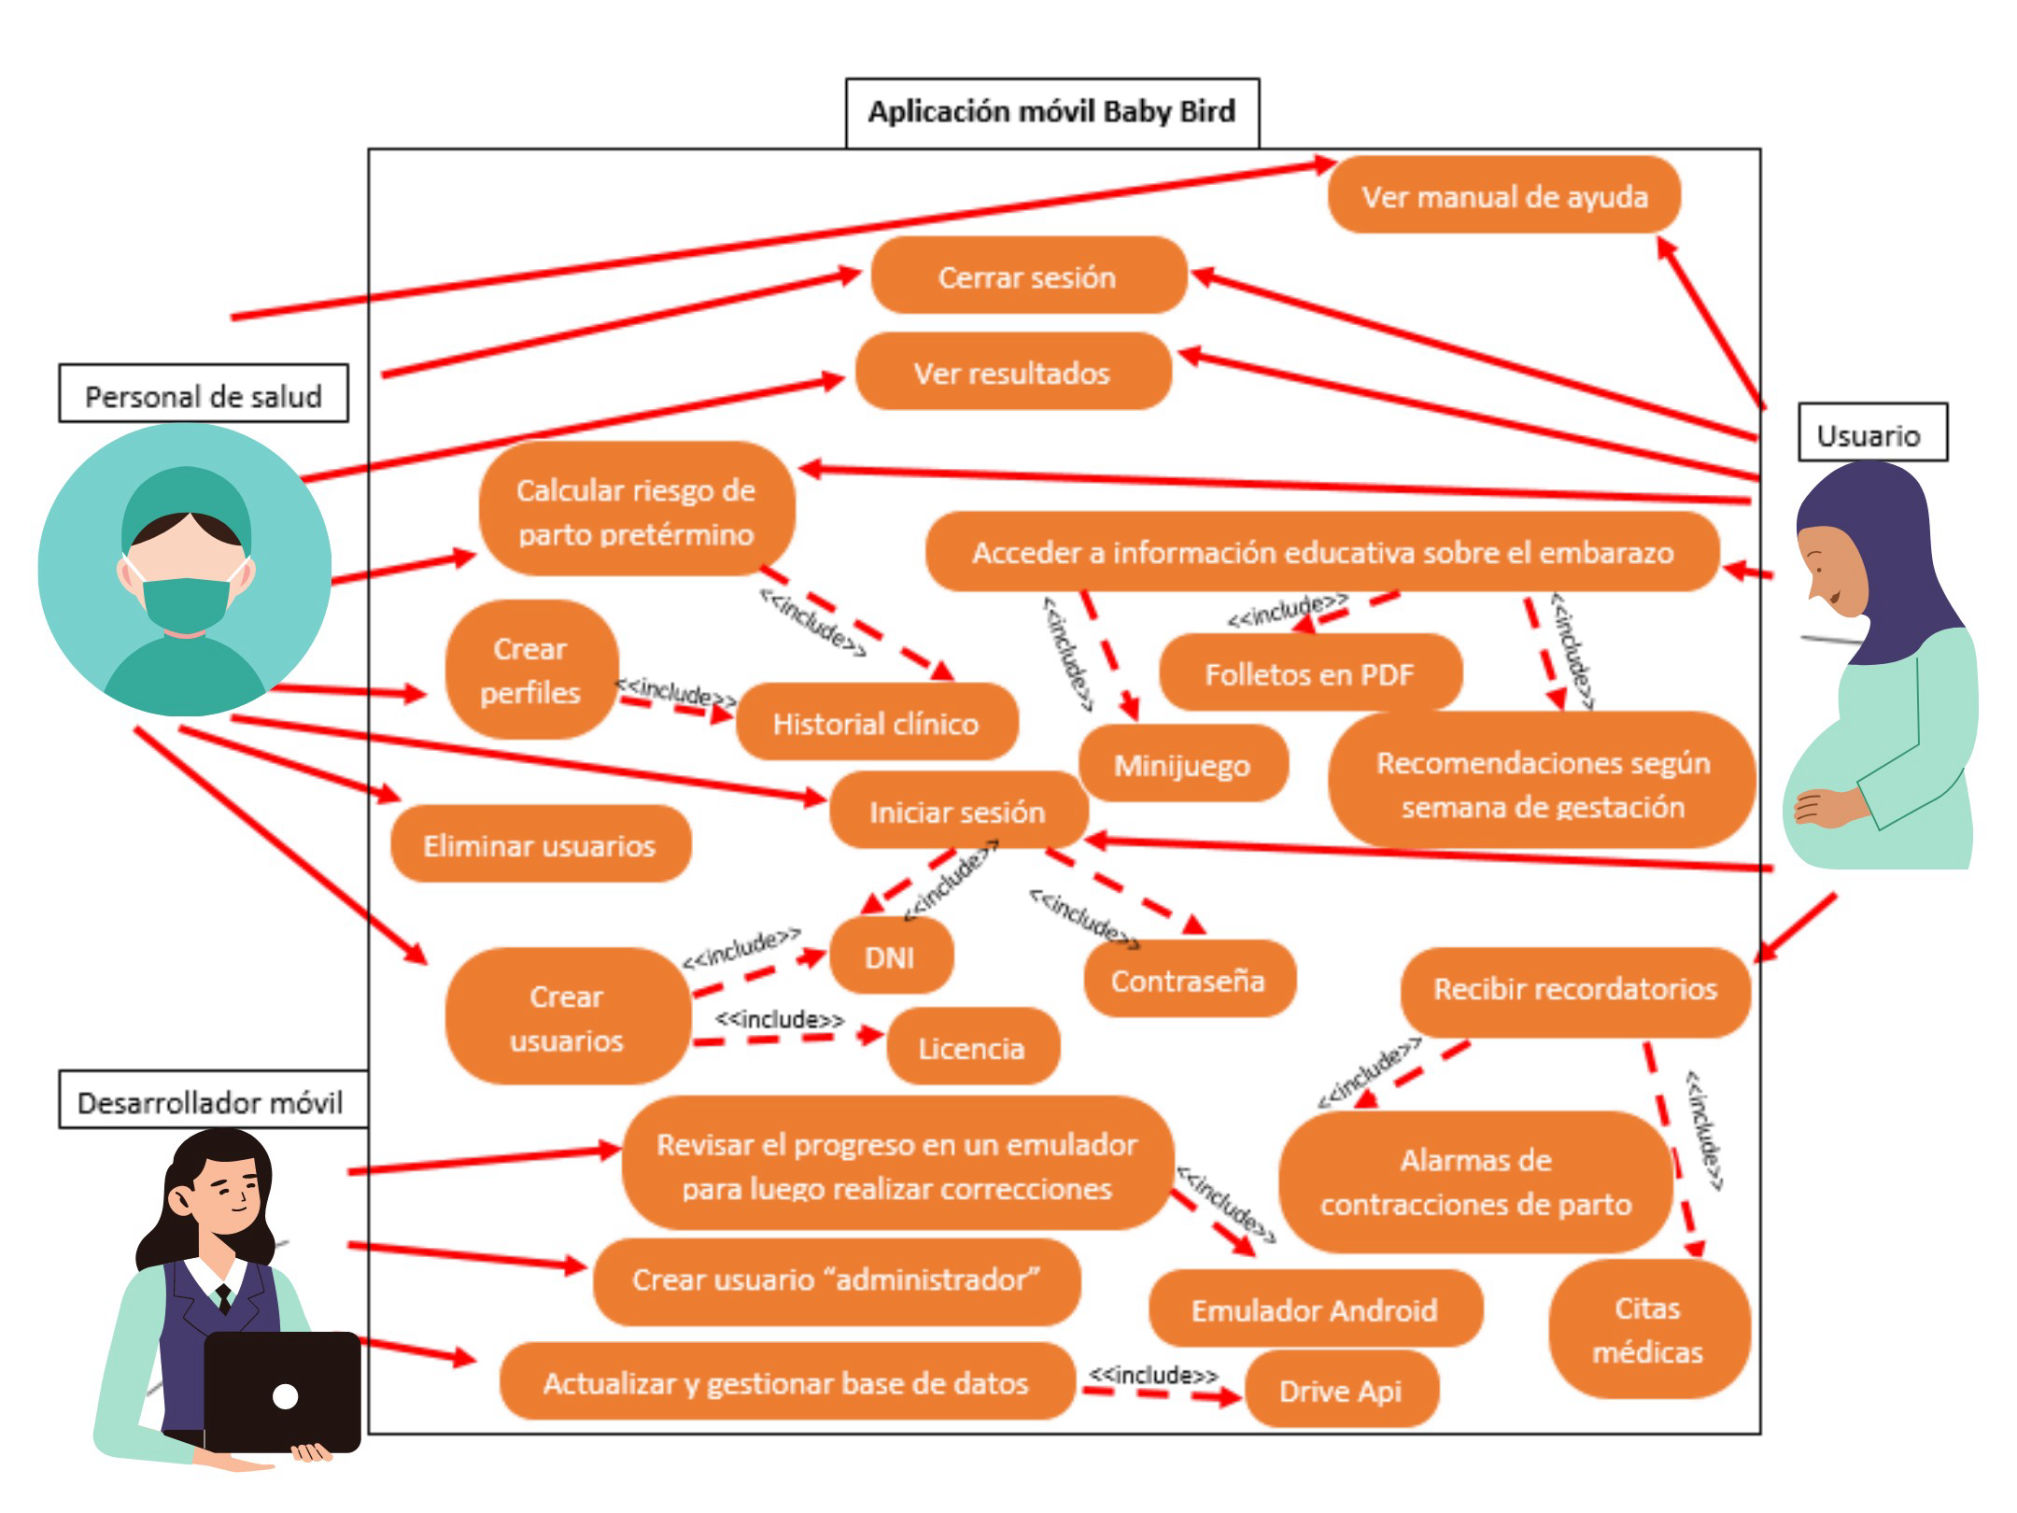 Aplicación móvil Baby Bird
Ver manual de ayuda
Cerrar sesión
Ver resultados
Personal de salud
Usuario
Calcular riesgo de
parto pretérmino
Acceder a información educativa sobre el embarazo
<<include>>
<<include>>
<<include>>
<<include>>
Crear
perfiles
<<include>>
Historial clínico
Folletos en PDF
Minijuego
Recomendaciones según
semana de gestación
Iniciar sesión
Eliminar usuarios
<<include>>
<<include>>
<<include>>
DNI
Contraseña
Crear
usuarios
<<include>>
Licencia
Recibir recordatorios
<<include>>
<<include>>
Desarrollador móvil
Revisar el progreso en un emulador
para luego realizar correcciones
<<include>>
Alarmas de
contracciones de parto
Crear usuario “administrador”
Emulador Android
Citas
médicas
Actualizar y gestionar base de datos
<<include>>
Drive Api